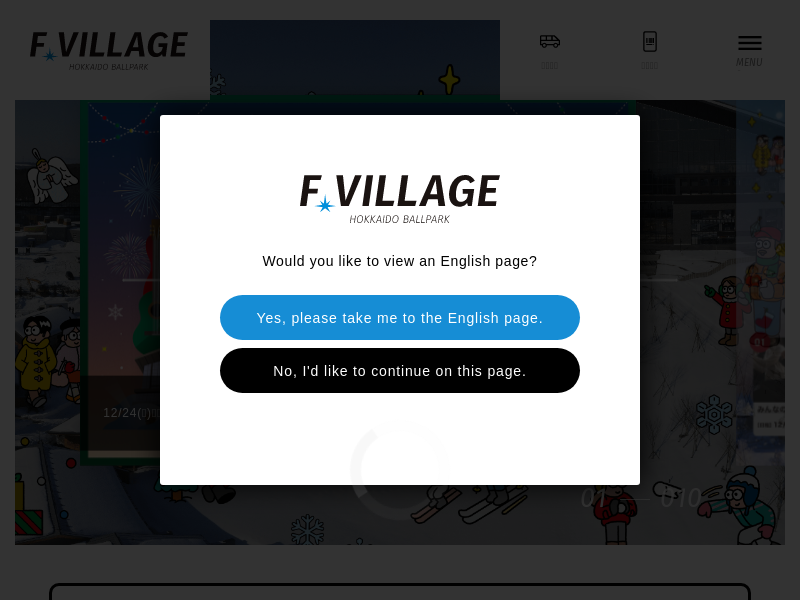 F VILLAGE
HOKKAIDO BALLPARK
MENU
F VILLAGE
HOKKAIDO BALLPARK
Would you like to view an English page?
Yes, please take me to the English page.
No, I'd like to continue on this page.
12/24(
01
010